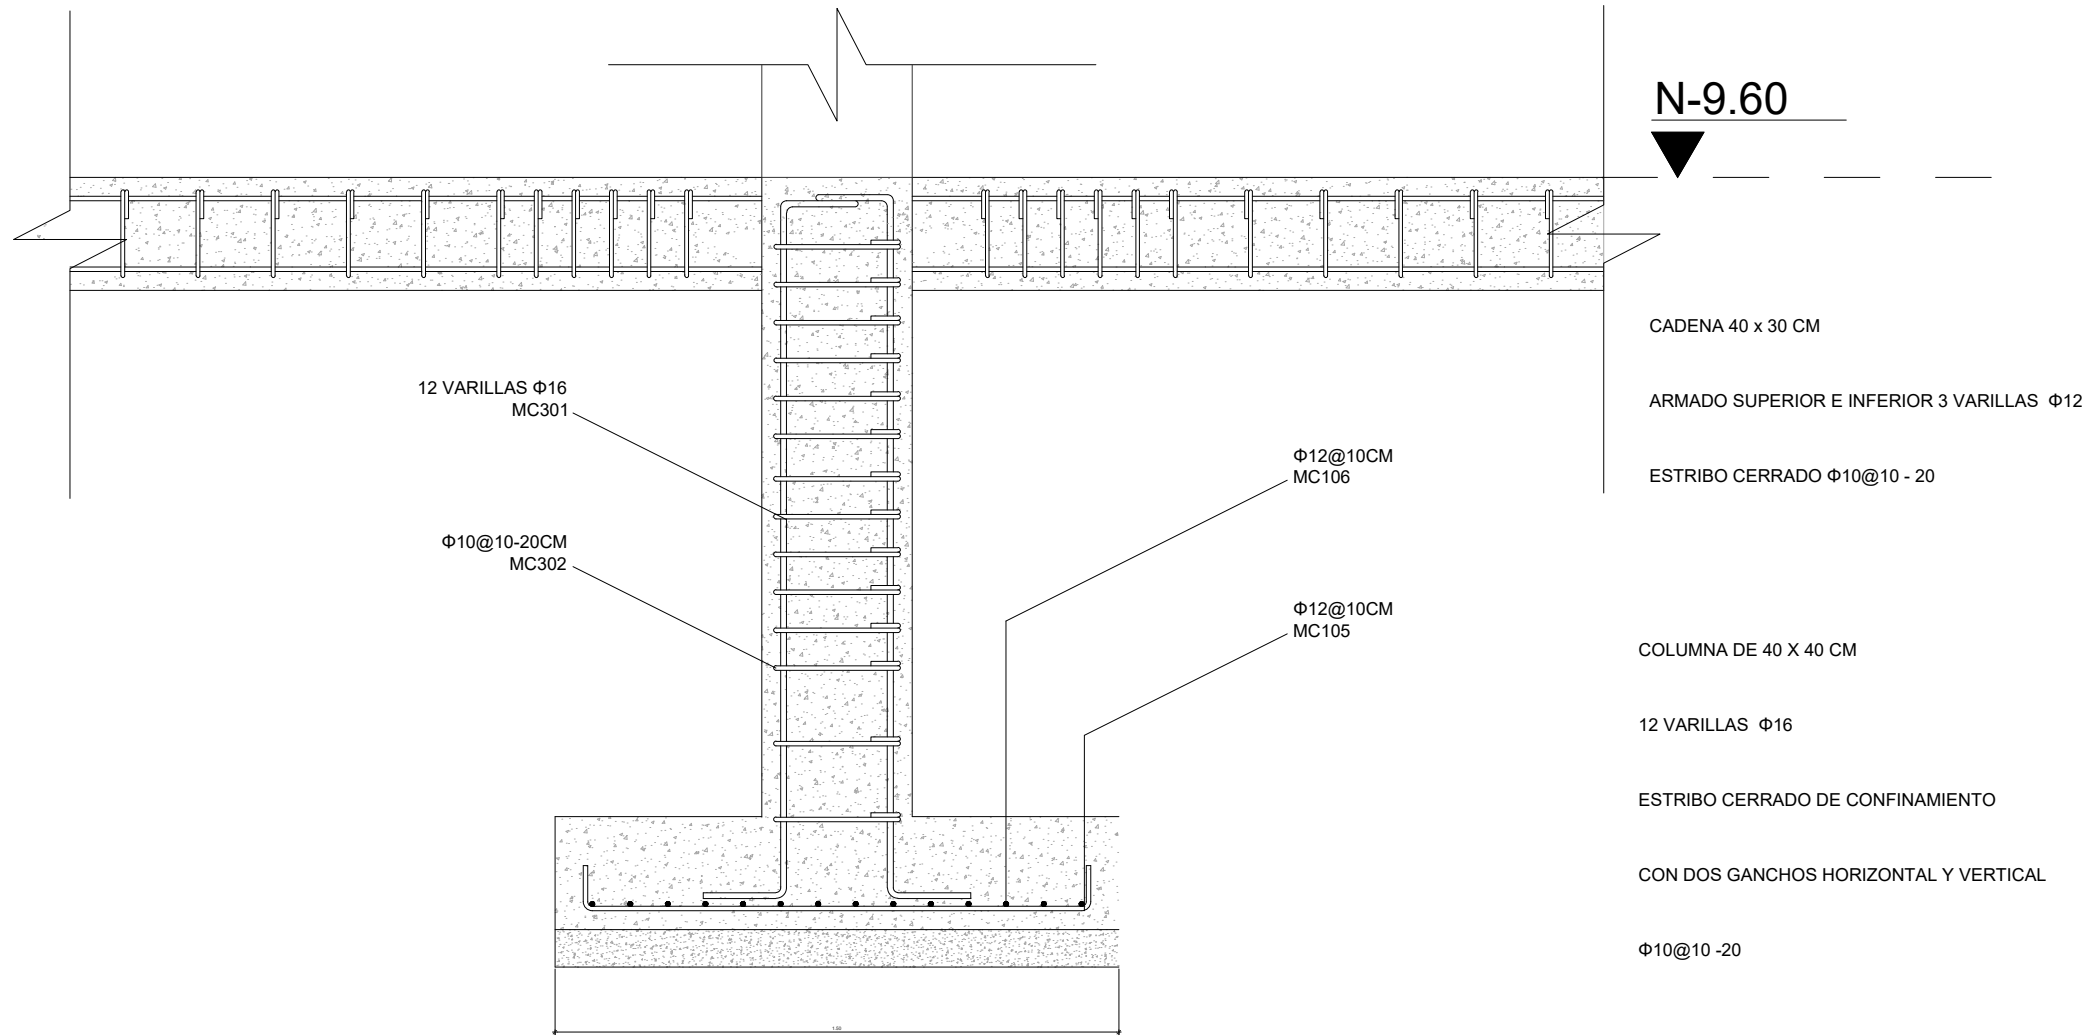 N-9.60
CADENA 40 x 30 CM
12 VARILLAS Φ16
MC301
ARMADO SUPERIOR E INFERIOR 3 VARILLAS Φ12
Φ12@10CM
MC106
ESTRIBO CERRADO Φ10@10 - 20
Φ10@10-20CM
MC302
Φ12@10CM
MC105
COLUMNA DE 40 X 40 CM
12 VARILLAS Φ16
ESTRIBO CERRADO DE CONFINAMIENTO
CON DOS GANCHOS HORIZONTAL Y VERTICAL
Φ10@10 -20
1.50